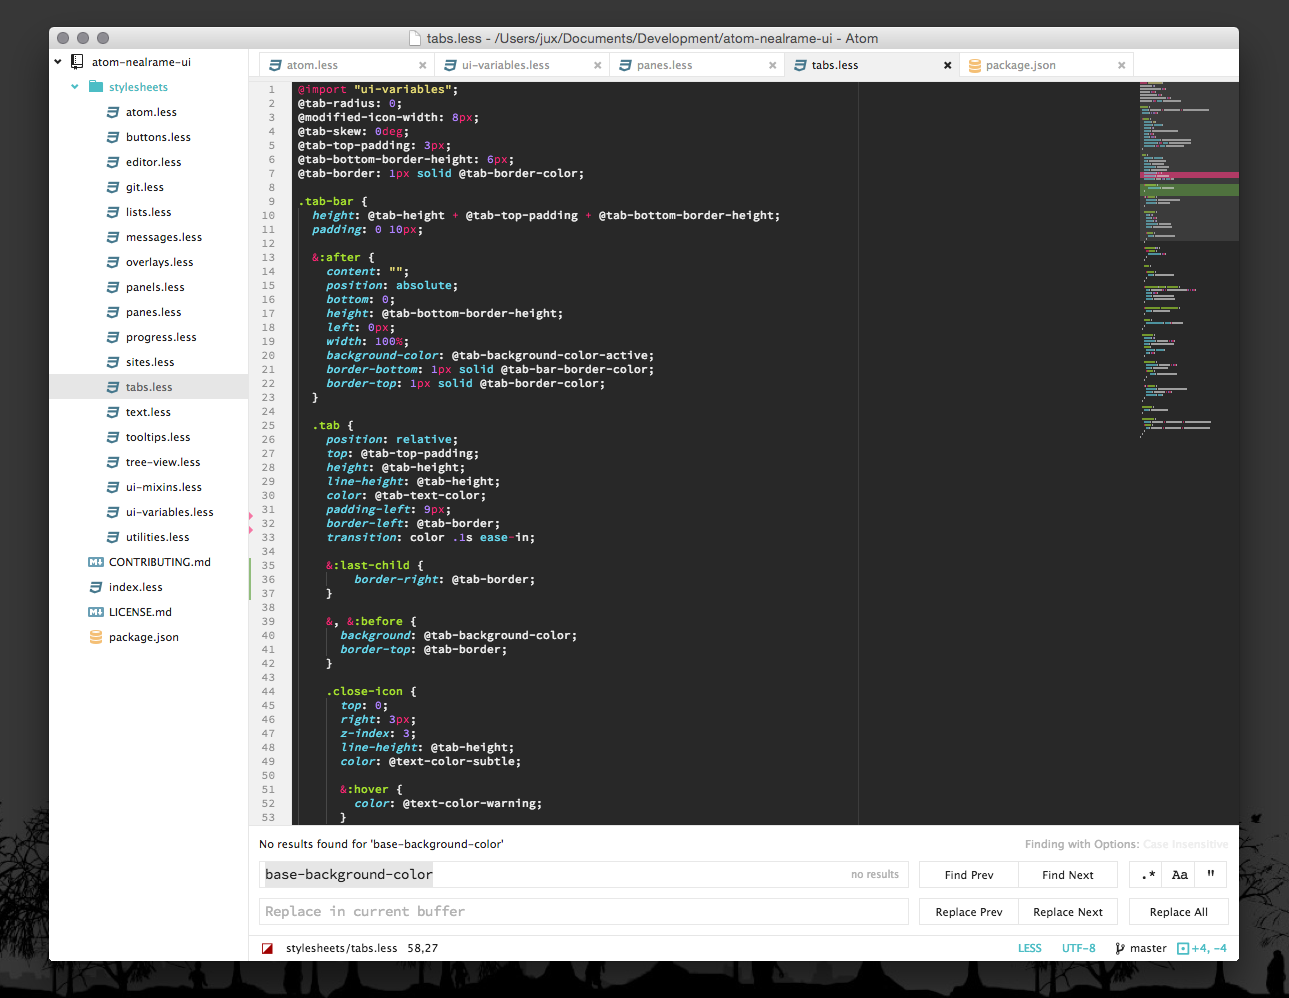 tabs.less - /Users/jux/Documents/Development/atom-nealrame-ui - Atom
atom-nealrame-ui
stylesheets
atom.less
buttons.less
editor.less
git.less
lists.less
messages.less
overlays.less
panels.less
panes.less
progress.less
sites.less
tabs.less
text.less
tooltips.less
tree-view.less
ui-mixins.less
ui-variables.less
utilities.less
CONTRIBUTING.md
index.less
LICENSE.md
package.json
atom.less × ui-variables.less × panes.less × tabs.less × package.json ×
1 @import "ui-variables";
2 @tab-radius: 0;
3 @modified-icon-width: 8px;
4 @tab-skew: 0deg;
5 @tab-top-padding: 3px;
6 @tab-bottom-border-height: 6px;
7 @tab-border: 1px solid @tab-border-color;
8
9 .tab-bar {
10 height: @tab-height + @tab-top-padding + @tab-bottom-border-height;
11 padding: 0 10px;
12
13 &:after {
14 content: "";
15 position: absolute;
16 bottom: 0;
17 height: @tab-bottom-border-height;
18 left: 0px;
19 width: 100%;
20 background-color: @tab-background-color-active;
21 border-bottom: 1px solid @tab-bar-border-color;
22 border-top: 1px solid @tab-border-color;
23 }
24
25 .tab {
26 position: relative;
27 top: @tab-top-padding;
28 height: @tab-height;
29 line-height: @tab-height;
30 color: @tab-text-color;
31 padding-left: 9px;
32 border-left: @tab-border;
33 transition: color .1s ease-in;
34
35 &:last-child {
36 border-right: @tab-border;
37 }
38
39 &, &:before {
40 background: @tab-background-color;
41 border-top: @tab-border;
42 }
43
44 .close-icon {
45 top: 0;
46 right: 3px;
47 z-index: 3;
48 line-height: @tab-height;
49 color: @text-color-subtle;
50
51 &:hover {
52 color: @text-color-warning;
53 }
No results found for 'base-background-color'
Finding with Options: Case Insensitive
base-background-color no results
Find Prev Find Next .* Aa "
Replace in current buffer
Replace Prev Replace Next Replace All
stylesheets/tabs.less 58,27
LESS UTF-8 master +4, -4